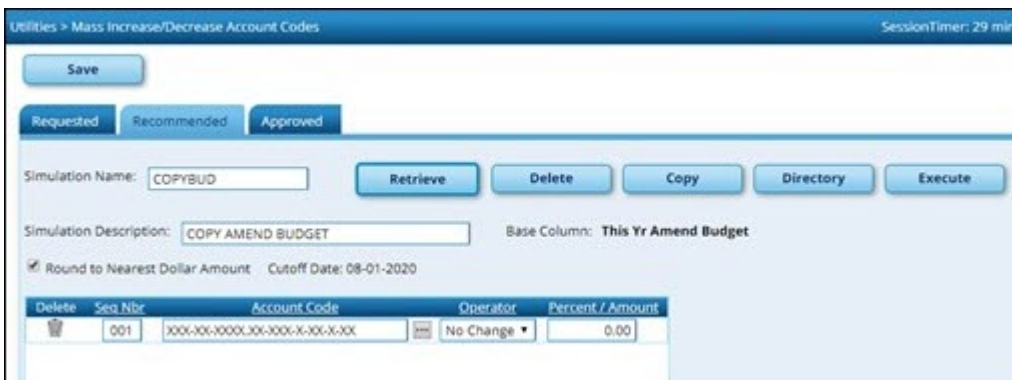 Utilities > Mass Increase/Decrease Account Codes SessionTimer: 29 min
Save
Requested Recommended Approved
Simulation Name: COPYBUD Retrieve Delete Copy Directory Execute
Simulation Description: COPY AMEND BUDGET Base Column: This Yr Amend Budget
Round to Nearest Dollar Amount Cutoff Date: 08-01-2020
Delete Seq Nbr Account Code Operator Percent / Amount
001 XXX-XX-XXXX.XX-XXX-X-XX-X-XX No Change 0.00